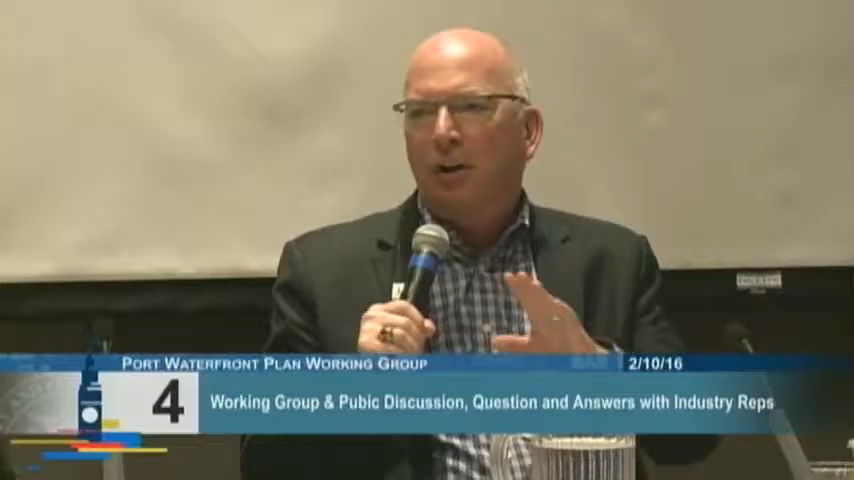 PORT WATERFRONT PLAN WORKING GROUP
2/10/16
4
Working Group & Pubic Discussion, Question and Answers with Industry Reps